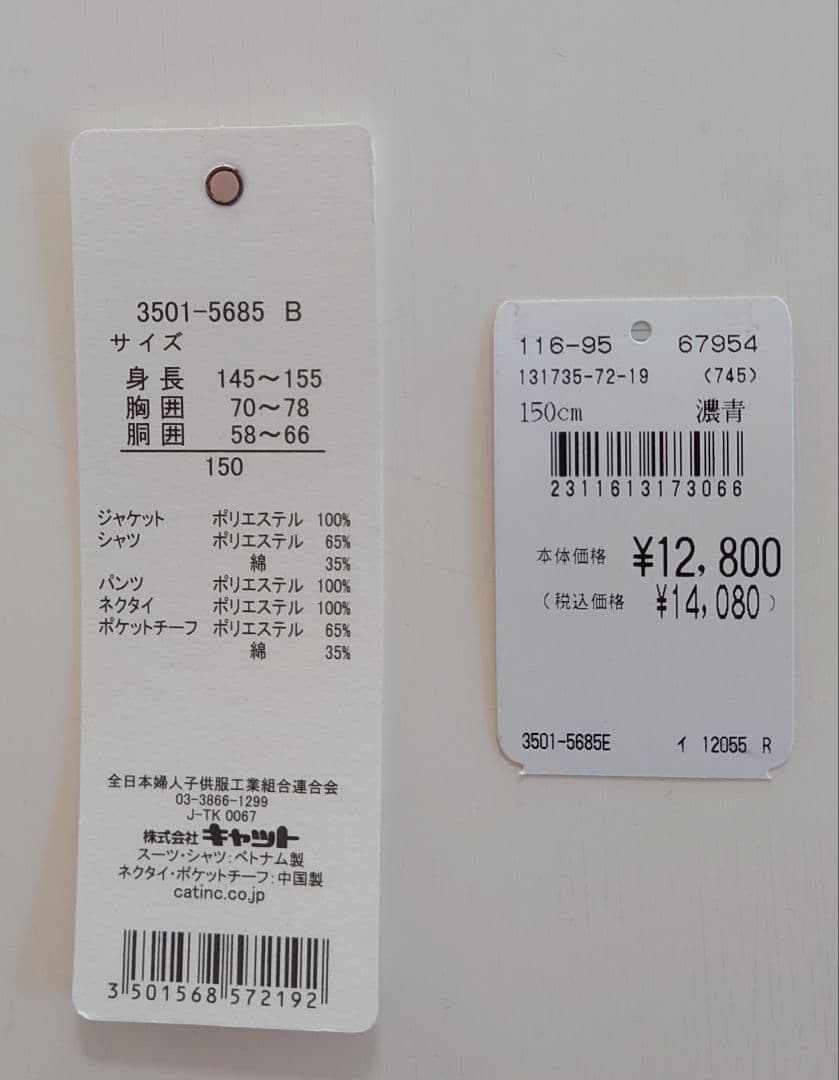 3501-5685 B
サイズ
身長 145～155
胸囲 70～78
胴囲 58～66
150
ジャケット ポリエステル 100%
シャツ ポリエステル 65%
綿 35%
パンツ ポリエステル 100%
ネクタイ ポリエステル 100%
ポケットチーフ ポリエステル 65%
綿 35%
全日本婦人子供服工業組合連合会
03-3866-1299
J-TK 0067
株式会社キャット
スーツ・シャツ:ベトナム製
ネクタイ・ポケットチーフ:中国製
catinc.co.jp
3 501568 572192
116-95 67954
131735-72-19 (745)
150cm 濃青
2311613173066
本体価格 ¥12,800
(税込価格 ¥14,080)
3501-5685E イ 12055 R